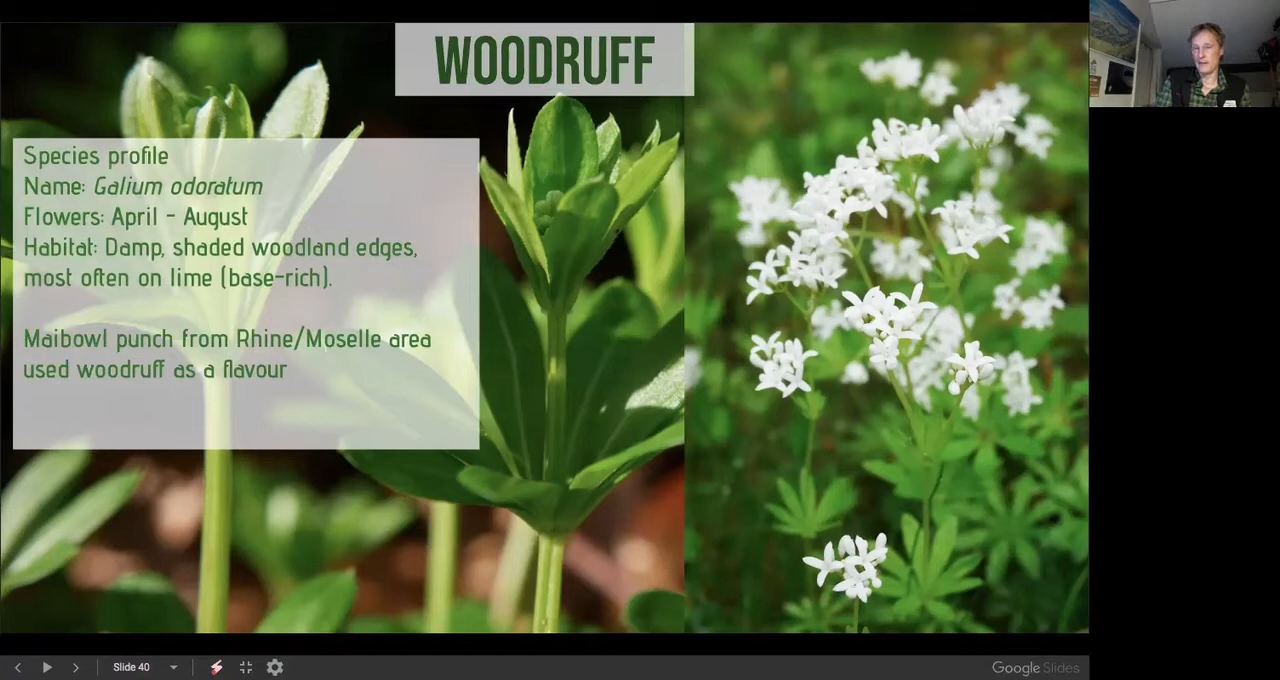 WOODRUFF
Species profile
Name: Galium odoratum
Flowers: April - August
Habitat: Damp, shaded woodland edges,
most often on lime (base-rich).
Maibowl punch from Rhine/Moselle area
used woodruff as a flavour
Slide 40
Google Slides